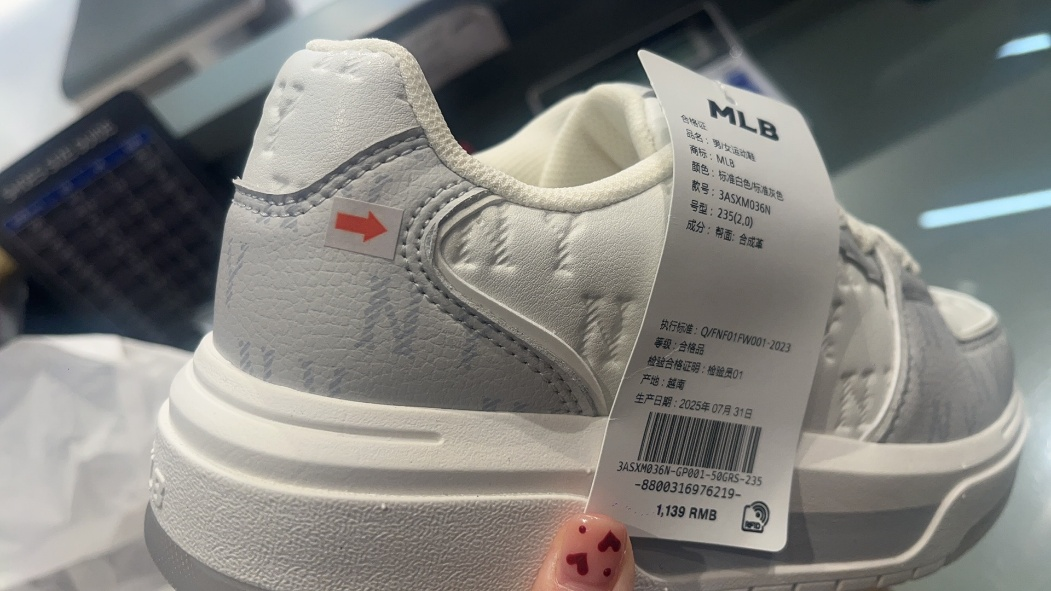 MLB
合格证
品名：男/女运动鞋
商标：MLB
颜色：标准白色/标准灰色
款号：3ASXM036N
号型：235(2.0)
成分：帮面：合成革
执行标准：Q/FNF01FW001-2023
等级：合格品
检验合格证明：检验员01
产地：越南
生产日期：2025年 07月 31日
3ASXM036N-GP001-50GRS-235
-8800316976219-
1,139 RMB
RFID